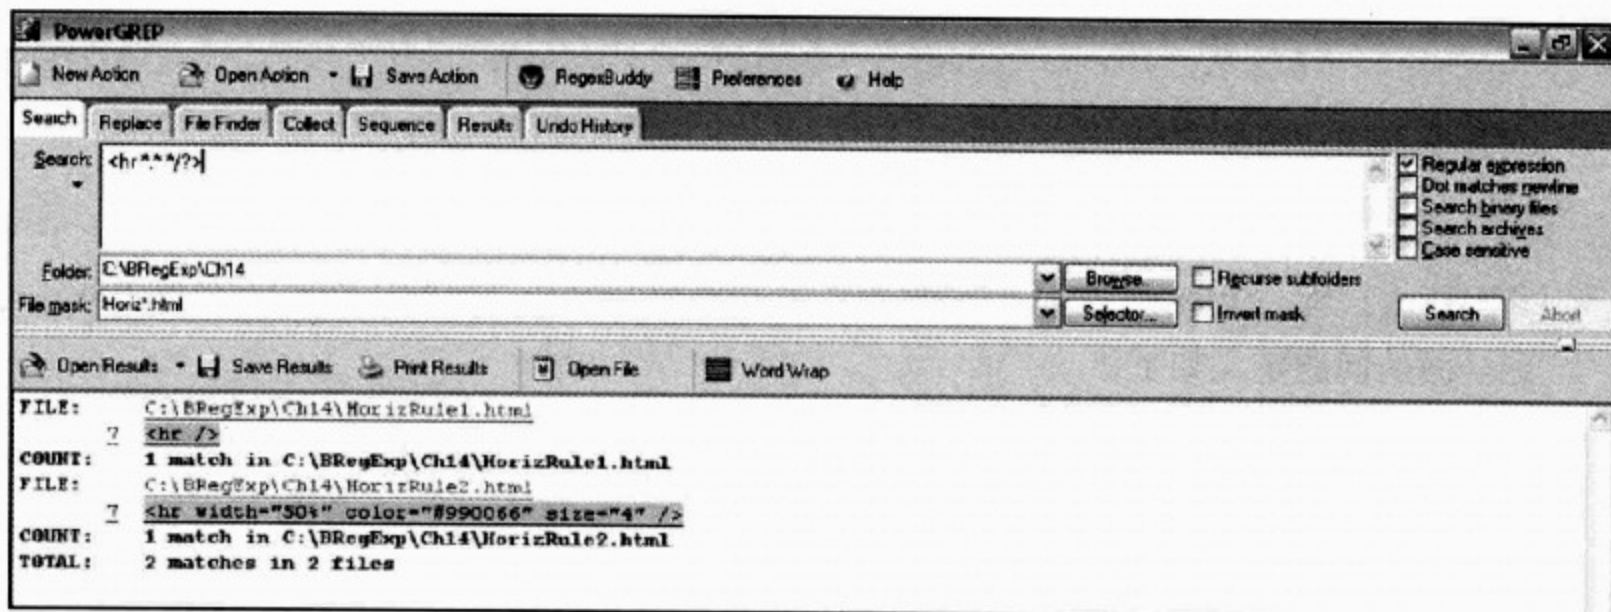 PowerGREP
New Action Open Action Save Action RegexBuddy Preferences Help
Search Replace File Finder Collect Sequence Results Undo History
Search: <hr *.* */?>
Regular expression
Dot matches newline
Search binary files
Search archives
Case sensitive
Folder: C:\BRegExp\Ch14 Browse... Recurse subfolders
File mask: Horiz*.html Selector... Invert mask Search Abort
Open Results Save Results Print Results Open File Word Wrap
FILE: C:\BRegExp\Ch14\HorizRule1.html
7 <hr />
COUNT: 1 match in C:\BRegExp\Ch14\HorizRule1.html
FILE: C:\BRegExp\Ch14\HorizRule2.html
7 <hr width="50%" color="#990066" size="4" />
COUNT: 1 match in C:\BRegExp\Ch14\HorizRule2.html
TOTAL: 2 matches in 2 files